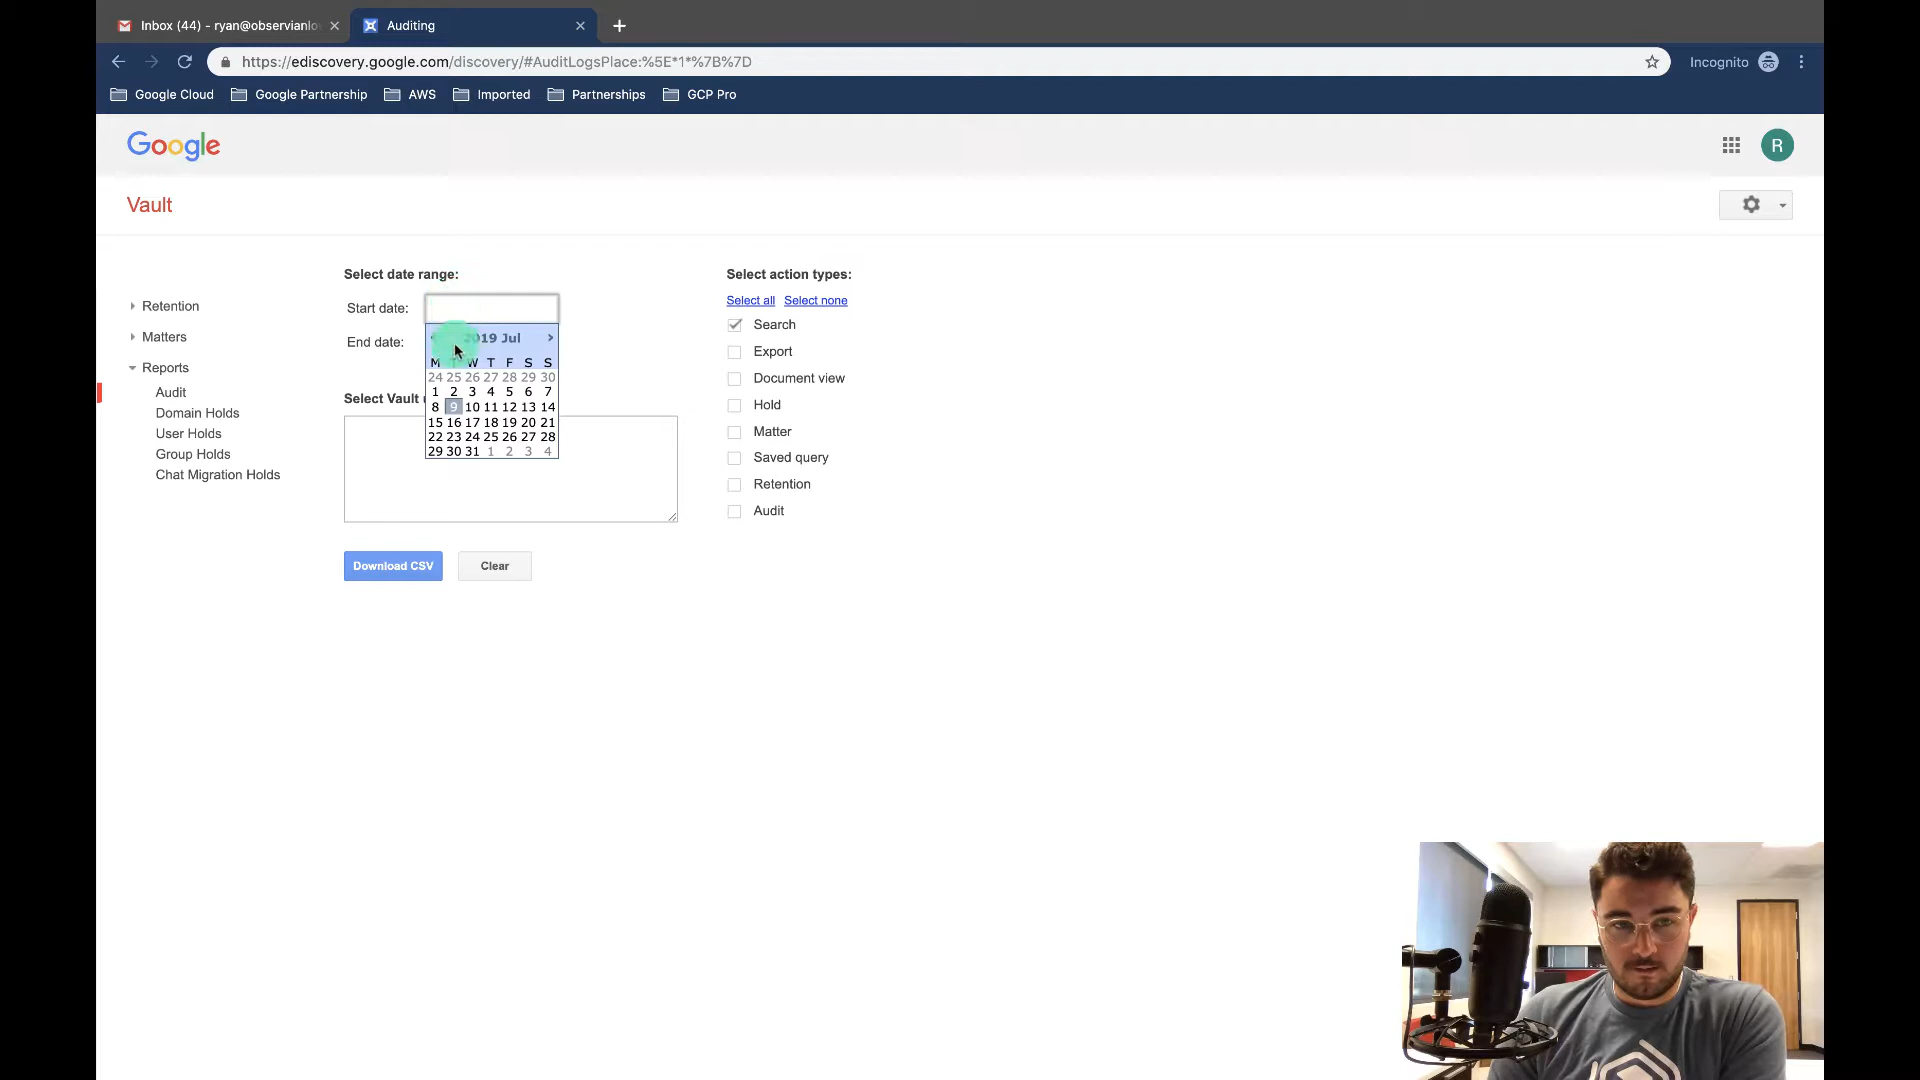 Inbox (44) - ryan@observianlo
Auditing
https://ediscovery.google.com/discovery/#AuditLogsPlace:%5E*1*%7B%7D
Incognito
Google Cloud
Google Partnership
AWS
Imported
Partnerships
GCP Pro
Google
R
Vault
Retention
Matters
Reports
Audit
Domain Holds
User Holds
Group Holds
Chat Migration Holds
Select date range:
Start date:
End date:
2019 Jul
M T W T F S S
24 25 26 27 28 29 30
1 2 3 4 5 6 7
8 9 10 11 12 13 14
15 16 17 18 19 20 21
22 23 24 25 26 27 28
29 30 31 1 2 3 4
Select Vault
Download CSV
Clear
Select action types:
Select all Select none
Search
Export
Document view
Hold
Matter
Saved query
Retention
Audit